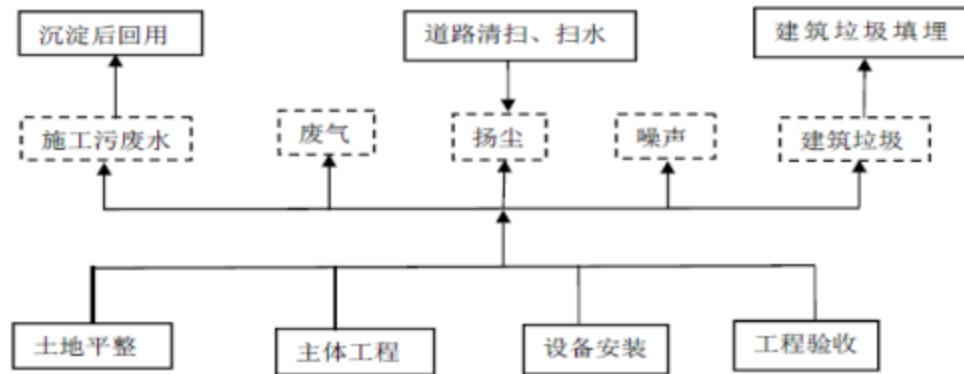 沉淀后回用
道路清扫、扫水
建筑垃圾填埋
施工污废水
废气
扬尘
噪声
建筑垃圾
土地平整
主体工程
设备安装
工程验收